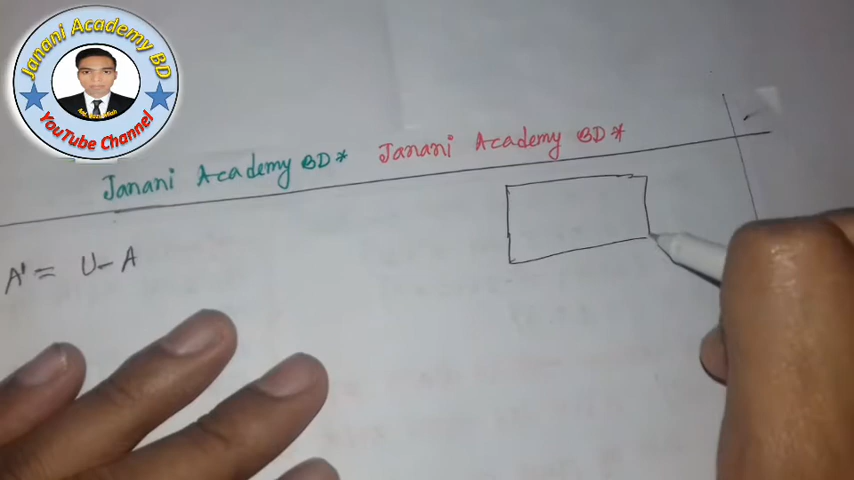 Janani Academy BD
YouTube Channel
Janani Academy BD* Janani Academy BD*
A' = U - A